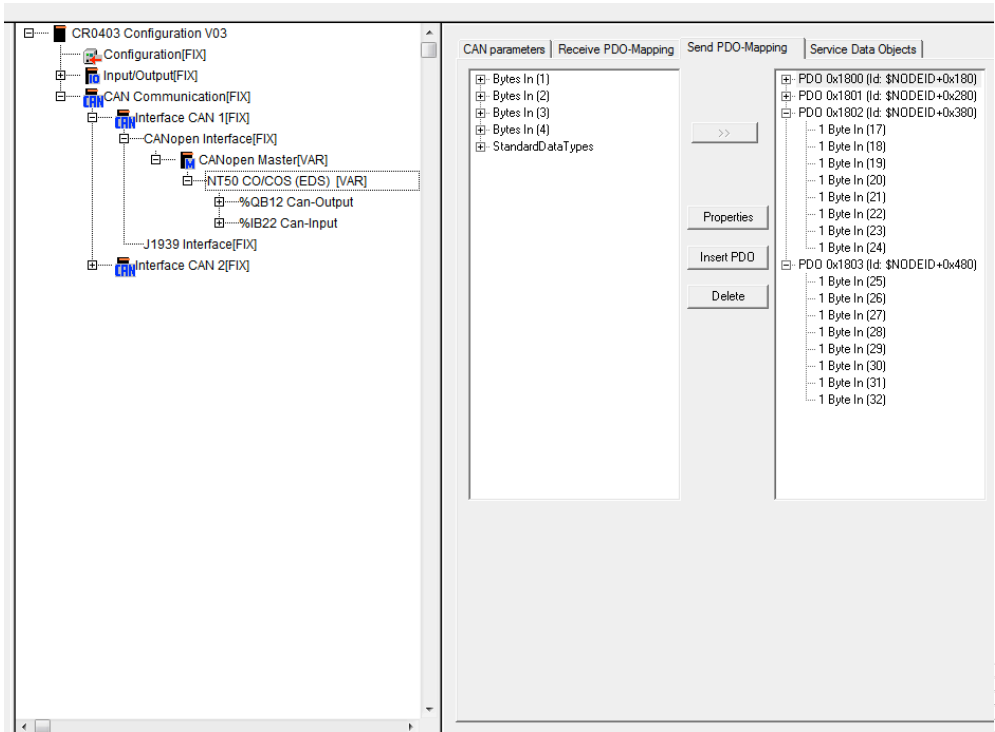 CR0403 Configuration V03
Configuration[FIX]
Input/Output[FIX]
CAN Communication[FIX]
Interface CAN 1[FIX]
CANopen Interface[FIX]
CANopen Master[VAR]
NT50 CO/COS (EDS) [VAR]
%QB12 Can-Output
%IB22 Can-Input
J1939 Interface[FIX]
Interface CAN 2[FIX]
CAN parameters
Receive PDO-Mapping
Send PDO-Mapping
Service Data Objects
Bytes In (1)
Bytes In (2)
Bytes In (3)
Bytes In (4)
StandardDataTypes
>>
Properties
Insert PDO
Delete
PDO 0x1800 (Id: $NODEID+0x180)
PDO 0x1801 (Id: $NODEID+0x280)
PDO 0x1802 (Id: $NODEID+0x380)
1 Byte In (17)
1 Byte In (18)
1 Byte In (19)
1 Byte In (20)
1 Byte In (21)
1 Byte In (22)
1 Byte In (23)
1 Byte In (24)
PDO 0x1803 (Id: $NODEID+0x480)
1 Byte In (25)
1 Byte In (26)
1 Byte In (27)
1 Byte In (28)
1 Byte In (29)
1 Byte In (30)
1 Byte In (31)
1 Byte In (32)